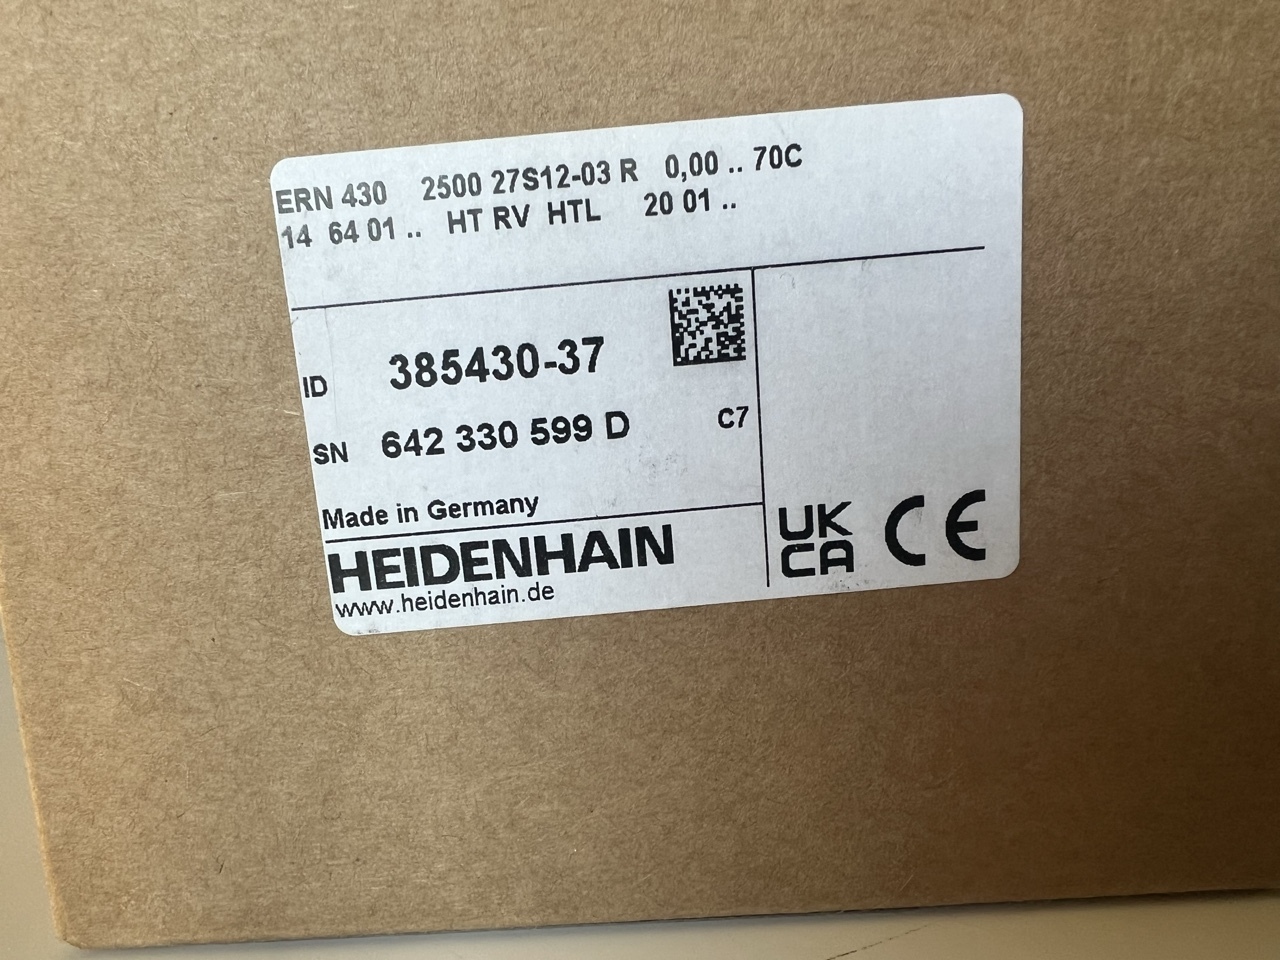 ERN 430 2500 27S12-03 R 0,00 .. 70C
14 64 01 .. HT RV HTL 20 01 ..
ID 385430-37
SN 642 330 599 D C7
Made in Germany
HEIDENHAIN
www.heidenhain.de
UK
CA CE